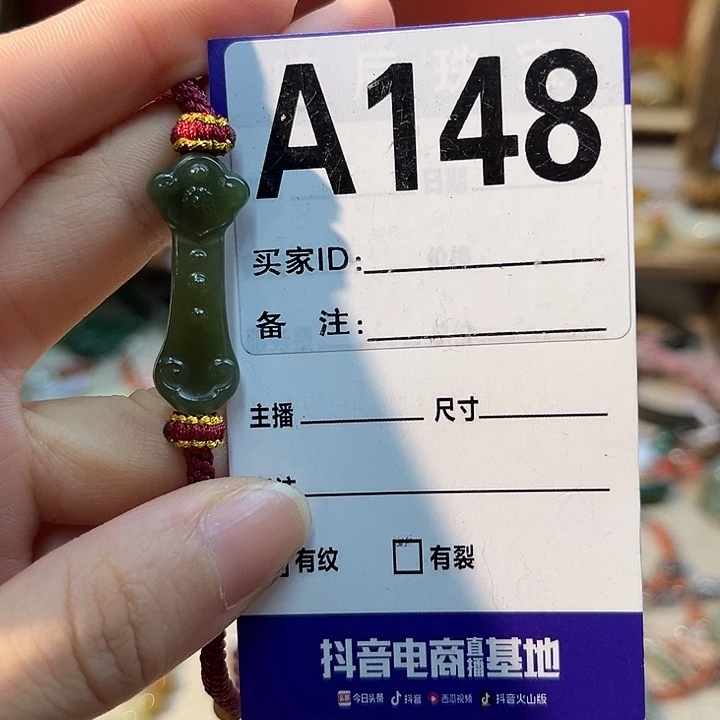 A148
买家ID:
备 注:
主播 尺寸
有纹 有裂
抖音电商直播基地
今日头条 抖音 西瓜视频 抖音火山版